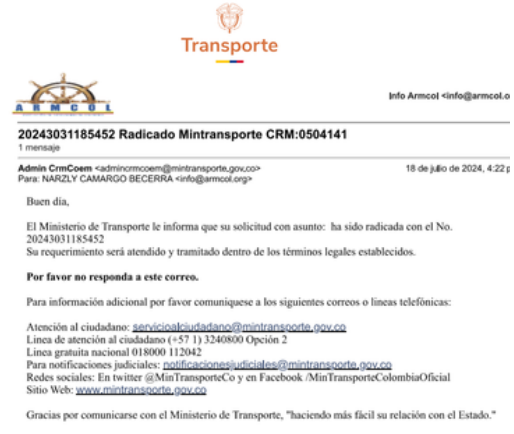 Transporte
ARMCOL
Info Armcol <info@armcol.o
20243031185452 Radicado Mintransporte CRM:0504141
1 mensaje
Admin CrmCoem <admincrmcoem@mintransporte.gov.co> 18 de julio de 2024, 4:22 p
Para: NARZLY CAMARGO BECERRA <info@armcol.org>
Buen día,
El Ministerio de Transporte le informa que su solicitud con asunto: ha sido radicada con el No.
20243031185452
Su requerimiento será atendido y tramitado dentro de los términos legales establecidos.
Por favor no responda a este correo.
Para información adicional por favor comuniquese a los siguientes correos o lineas telefónicas:
Atención al ciudadano: servicioalciudadano@mintransporte.gov.co
Linea de atención al ciudadano (+57 1) 3240800 Opción 2
Linea gratuita nacional 018000 112042
Para notificaciones judiciales: notificacionesjudiciales@mintransporte.gov.co
Redes sociales: En twitter @MinTransporteCo y en Facebook /MinTransporteColombiaOficial
Sitio Web: www.mintransporte.gov.co
Gracias por comunicarse con el Ministerio de Transporte, "haciendo más fácil su relación con el Estado."